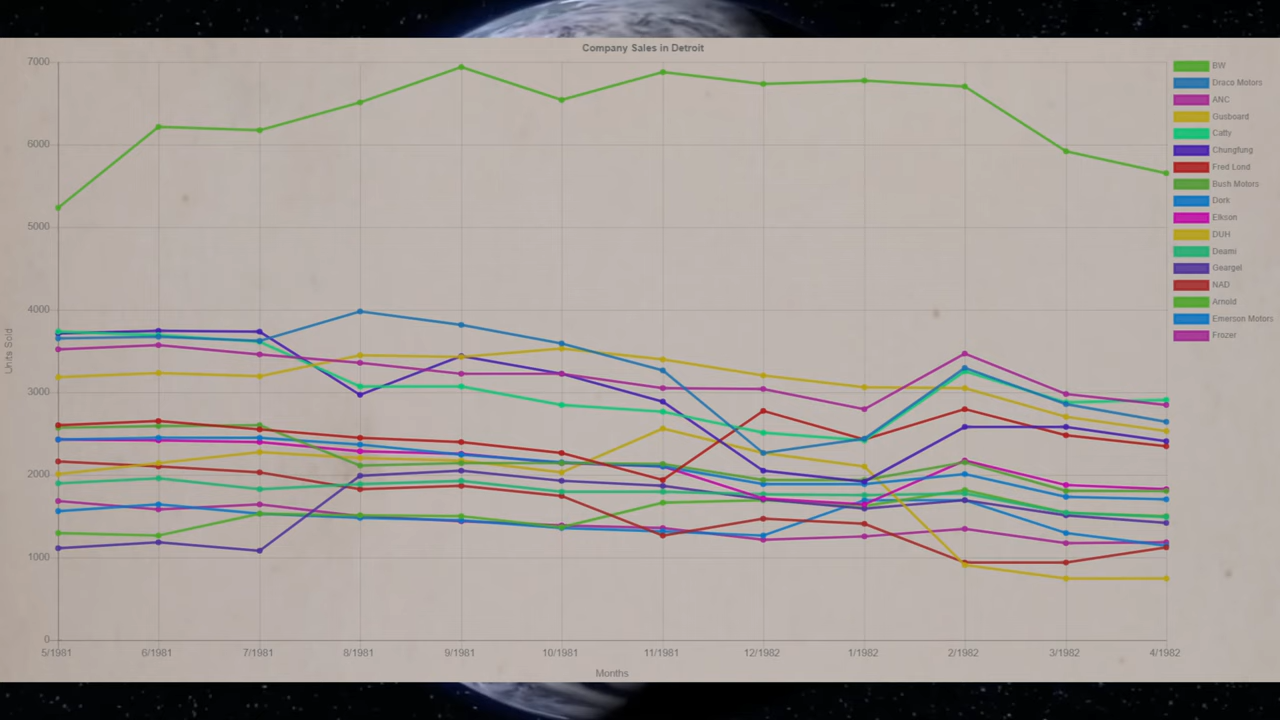 Company Sales in Detroit
7000
6000
5000
4000
3000
2000
1000
0
Units Sold
5/1981 6/1981 7/1981 8/1981 9/1981 10/1981 11/1981 12/1981 1/1982 2/1982 3/1982 4/1982
Months
BW
Draco Motors
ANC
Gusboard
Catty
Chungfung
Fred Lond
Bush Motors
Dork
Elkson
DUH
Deami
Geargel
NAD
Arnold
Emerson Motors
Frozer